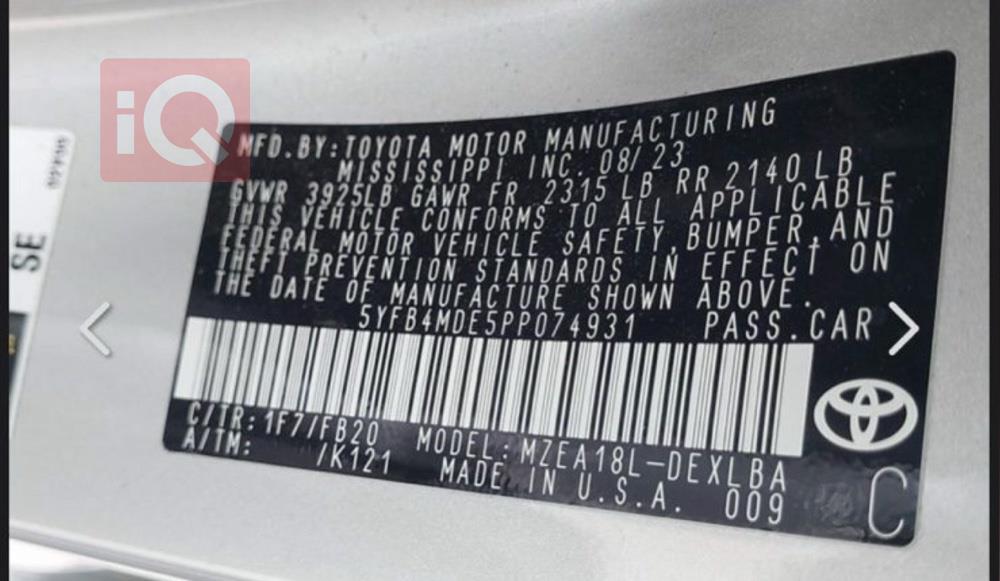 iQ
MFD.BY:TOYOTA MOTOR MANUFACTURING
MISSISSIPPI INC. 08/23
GVWR 3925LB GAWR FR 2315 LB RR 2140 LB
THIS VEHICLE CONFORMS TO ALL APPLICABLE
FEDERAL MOTOR VEHICLE SAFETY,BUMPER,AND
THEFT PREVENTION STANDARDS IN EFFECT ON
THE DATE OF MANUFACTURE SHOWN ABOVE.
5YFB4MDE5PP074931 PASS.CAR
C/TR: 1F7/FB20 MODEL: MZEA18L-DEXLBA
A/TM: /K121 MADE IN U.S.A. 009
C
SE